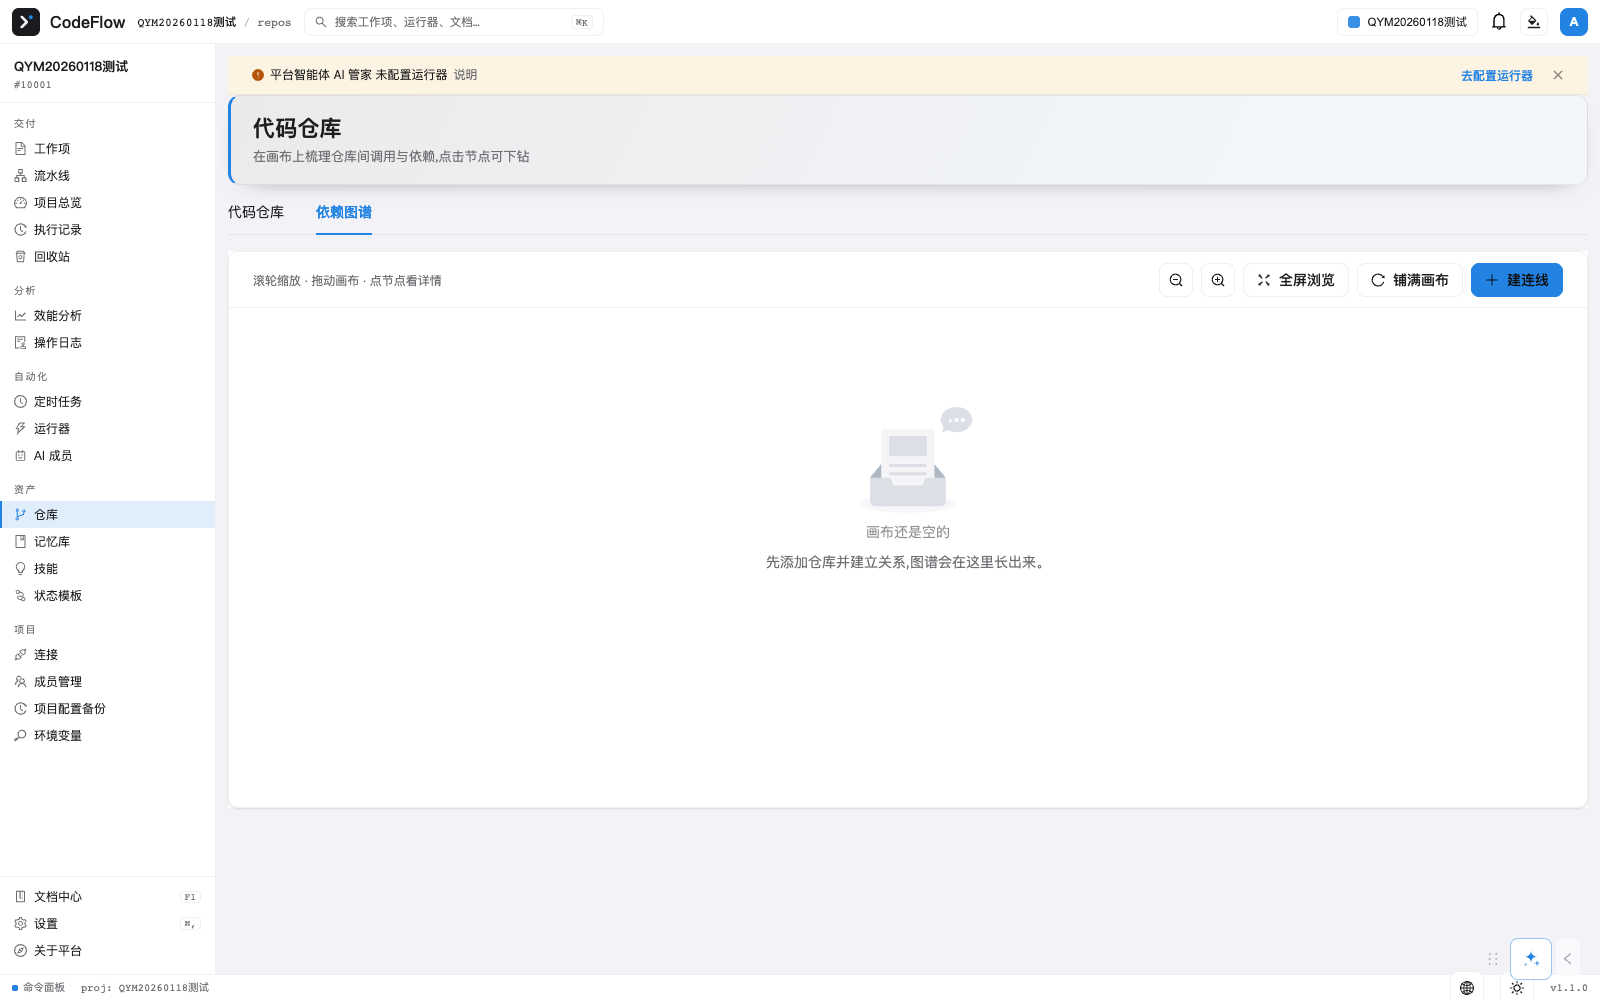 CodeFlow
QYM20260118测试 / repos
搜索工作项、运行器、文档...
⌘K
QYM20260118测试
A
QYM20260118测试
#10001
交付
工作项
流水线
项目总览
执行记录
回收站
分析
效能分析
操作日志
自动化
定时任务
运行器
AI 成员
资产
仓库
记忆库
技能
状态模板
项目
连接
成员管理
项目配置备份
环境变量
文档中心
F1
设置
⌘,
关于平台
平台智能体 AI 管家 未配置运行器 说明
去配置运行器
代码仓库
在画布上梳理仓库间调用与依赖,点击节点可下钻
代码仓库
依赖图谱
滚轮缩放 · 拖动画布 · 点节点看详情
全屏浏览
铺满画布
建连线
画布还是空的
先添加仓库并建立关系,图谱会在这里长出来。
命令面板
proj: QYM20260118测试
v1.1.0